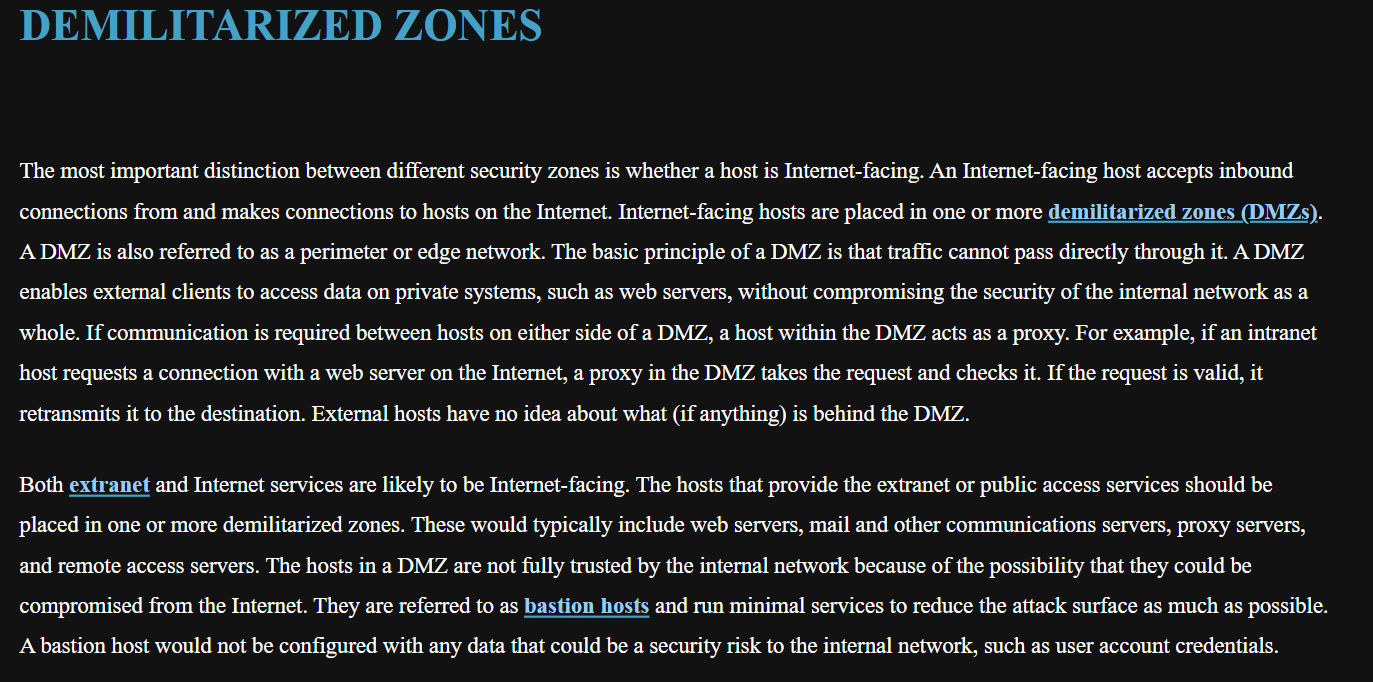 DEMILITARIZED ZONES
The most important distinction between different security zones is whether a host is Internet-facing. An Internet-facing host accepts inbound
connections from and makes connections to hosts on the Internet. Internet-facing hosts are placed in one or more demilitarized zones (DMZs).
A DMZ is also referred to as a perimeter or edge network. The basic principle of a DMZ is that traffic cannot pass directly through it. A DMZ
enables external clients to access data on private systems, such as web servers, without compromising the security of the internal network as a
whole. If communication is required between hosts on either side of a DMZ, a host within the DMZ acts as a proxy. For example, if an intranet
host requests a connection with a web server on the Internet, a proxy in the DMZ takes the request and checks it. If the request is valid, it
retransmits it to the destination. External hosts have no idea about what (if anything) is behind the DMZ.
Both extranet and Internet services are likely to be Internet-facing. The hosts that provide the extranet or public access services should be
placed in one or more demilitarized zones. These would typically include web servers, mail and other communications servers, proxy servers,
and remote access servers. The hosts in a DMZ are not fully trusted by the internal network because of the possibility that they could be
compromised from the Internet. They are referred to as bastion hosts and run minimal services to reduce the attack surface as much as possible.
A bastion host would not be configured with any data that could be a security risk to the internal network, such as user account credentials.